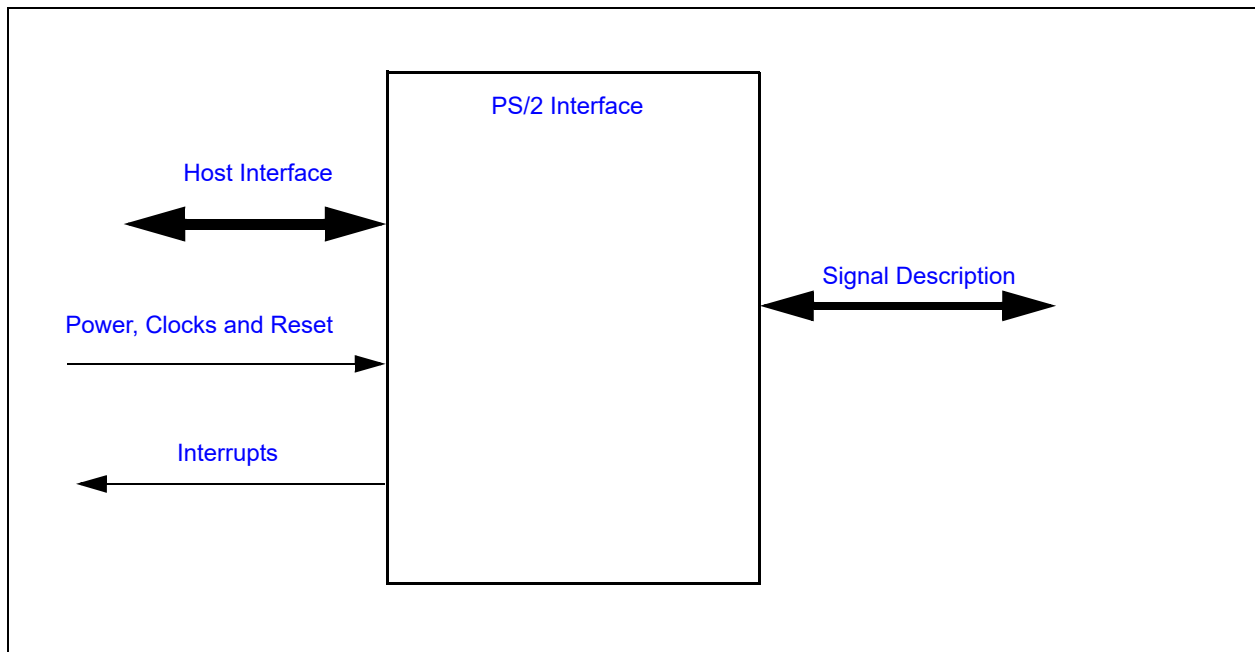 PS/2 Interface
Host Interface
Signal Description
Power, Clocks and Reset
Interrupts